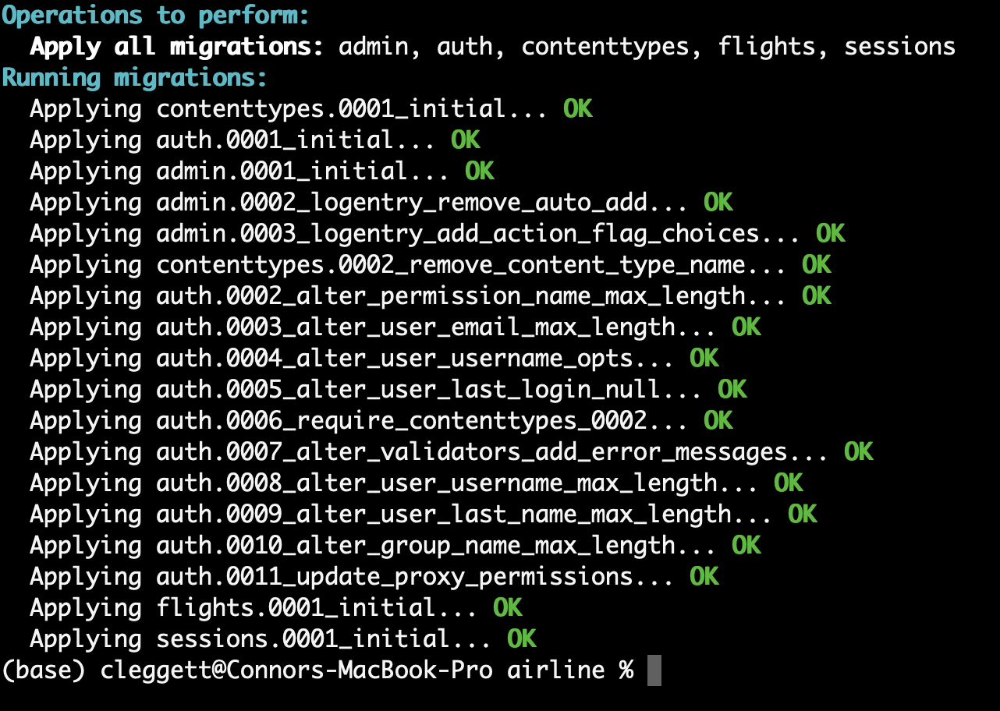 Operations to perform:
Apply all migrations: admin, auth, contenttypes, flights, sessions
Running migrations:
Applying contenttypes.0001_initial... OK
Applying auth.0001_initial... OK
Applying admin.0001_initial... OK
Applying admin.0002_logentry_remove_auto_add... OK
Applying admin.0003_logentry_add_action_flag_choices... OK
Applying contenttypes.0002_remove_content_type_name... OK
Applying auth.0002_alter_permission_name_max_length... OK
Applying auth.0003_alter_user_email_max_length... OK
Applying auth.0004_alter_user_username_opts... OK
Applying auth.0005_alter_user_last_login_null... OK
Applying auth.0006_require_contenttypes_0002... OK
Applying auth.0007_alter_validators_add_error_messages... OK
Applying auth.0008_alter_user_username_max_length... OK
Applying auth.0009_alter_user_last_name_max_length... OK
Applying auth.0010_alter_group_name_max_length... OK
Applying auth.0011_update_proxy_permissions... OK
Applying flights.0001_initial... OK
Applying sessions.0001_initial... OK
(base) cleggett@Connors-MacBook-Pro airline %